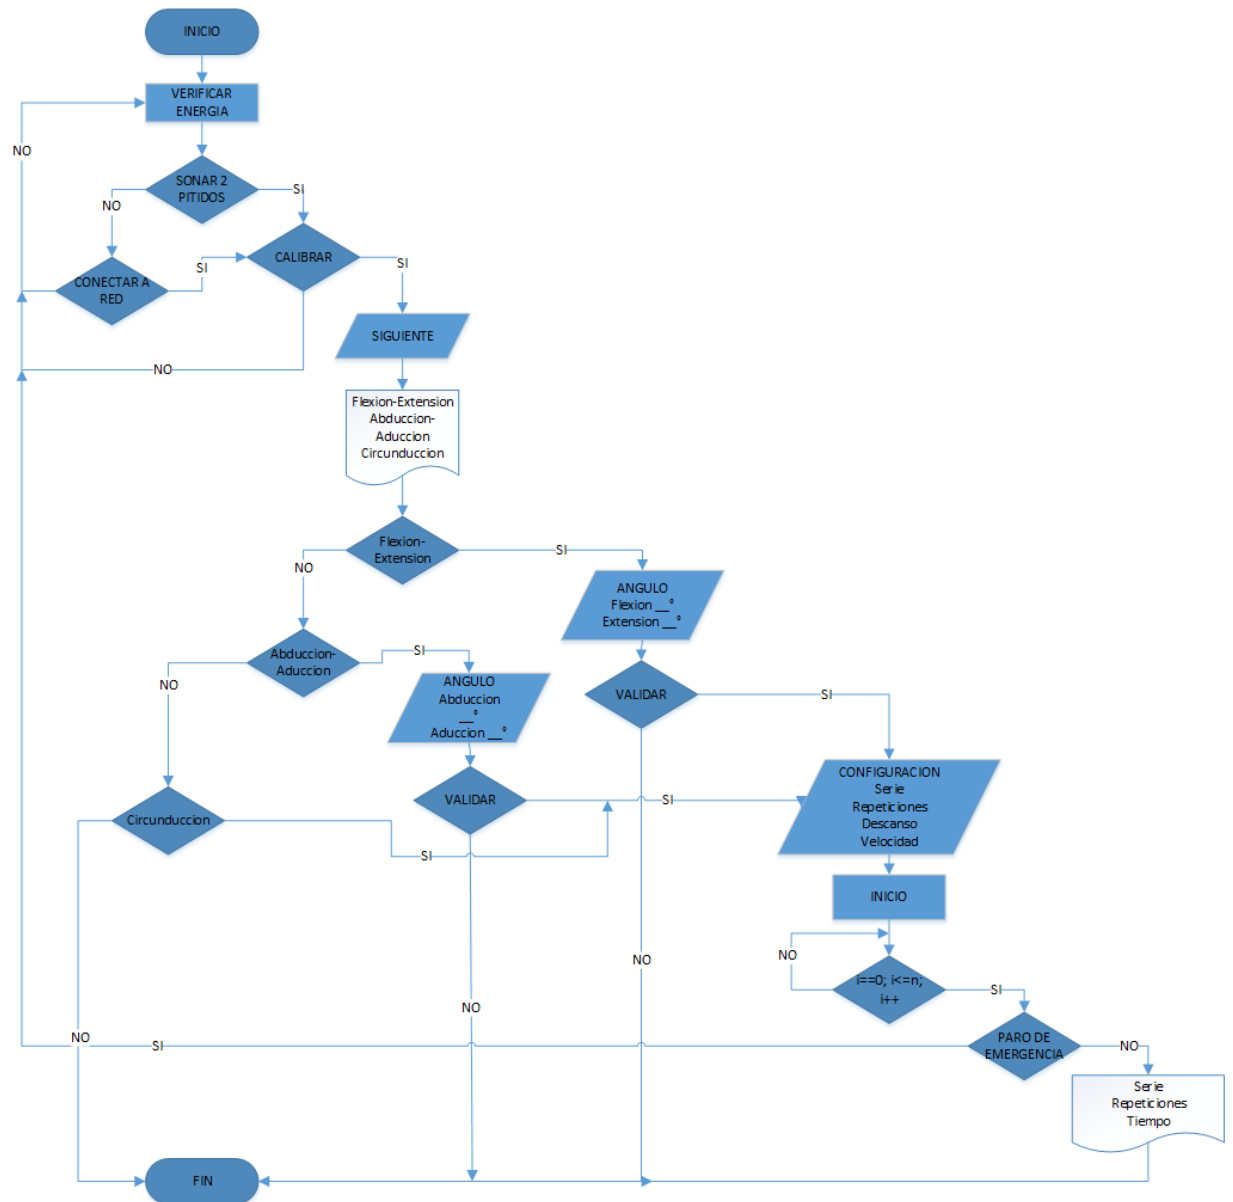 INICIO
VERIFICAR
ENERGIA
NO
SONAR 2
PITIDOS
SI
NO
CALIBRAR
SI
SI
CONECTAR A
RED
SIGUIENTE
NO
Flexion-Extension
Abduccion-
Aduccion
Circunduccion
Flexion-
Extension
SI
NO
ANGULO
Flexion __°
Extension __°
Abduccion-
Aduccion
SI
NO
ANGULO
Abduccion
__°
Aduccion __°
VALIDAR
SI
CONFIGURACION
Serie
Repeticiones
Descanso
Velocidad
VALIDAR
SI
Circunduccion
SI
INICIO
NO
NO
i==0; i<=n;
i++
SI
NO
NO
SI
PARO DE
EMERGENCIA
NO
Serie
Repeticiones
Tiempo
FIN